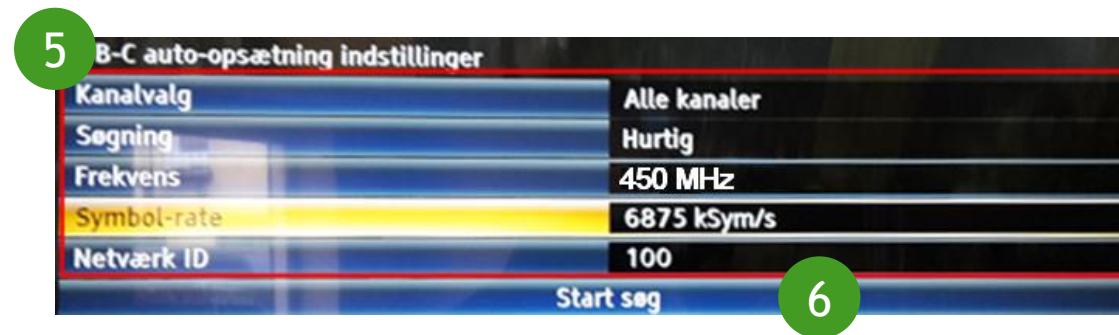 5
B-C auto-opsætning indstillinger
Kanalvalg Alle kanaler
Søgning Hurtig
Frekvens 450 MHz
Symbol-rate 6875 kSym/s
Netværk ID 100
Start søg
6